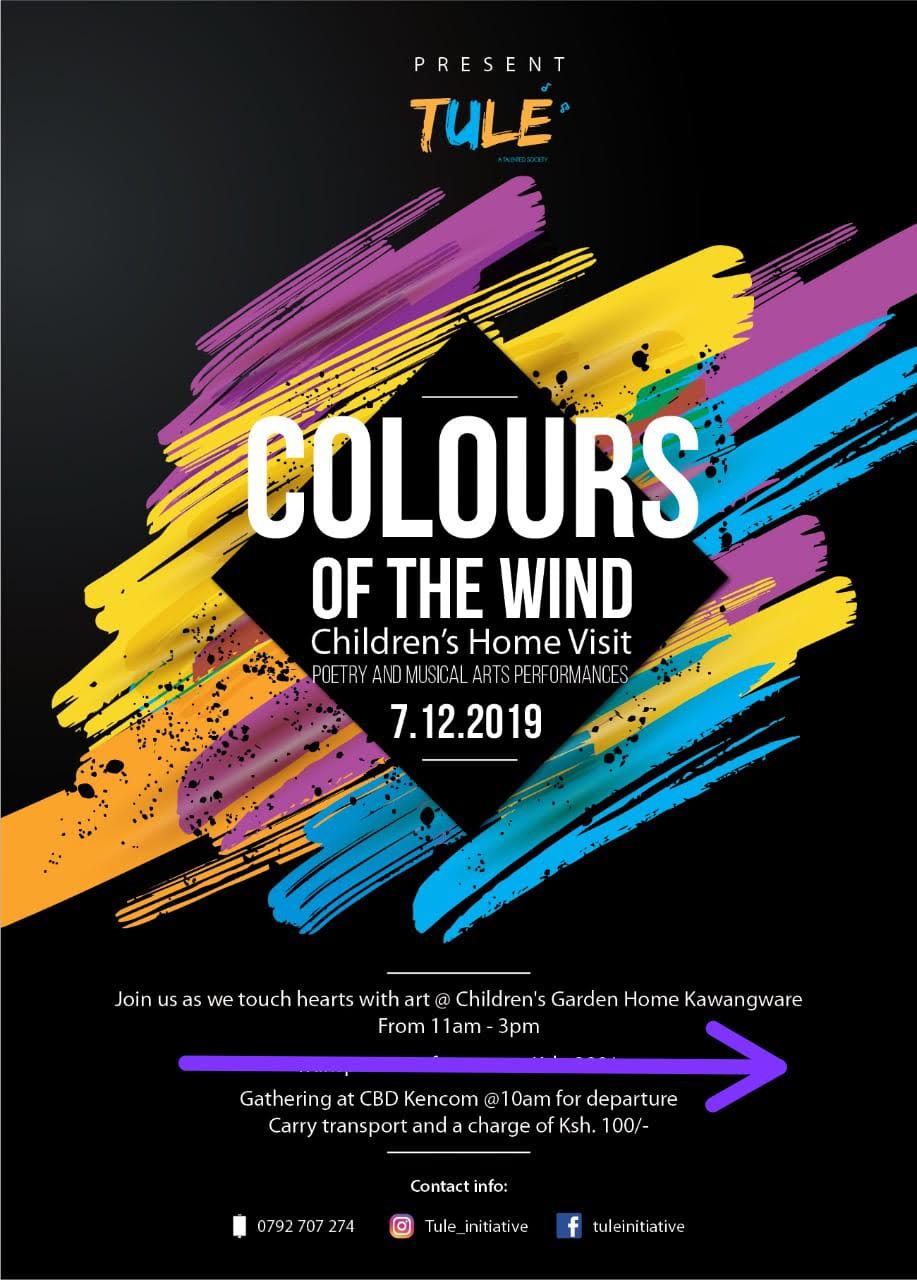 PRESENT
TULE
A TALENTED SOCIETY
COLOURS
OF THE WIND
Children's Home Visit
POETRY AND MUSICAL ARTS PERFORMANCES
7.12.2019
Join us as we touch hearts with art @ Children's Garden Home Kawangware
From 11am - 3pm
Gathering at CBD Kencom @10am for departure
Carry transport and a charge of Ksh. 100/-
Contact info:
0792 707 274 Tule_initiative tuleinitiative